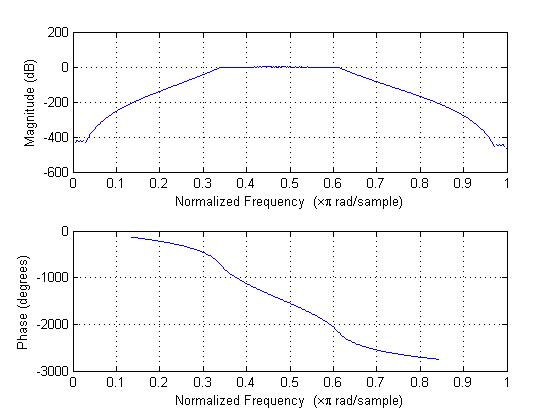 200
0
-200
-400
-600
Magnitude (dB)
0 0.1 0.2 0.3 0.4 0.5 0.6 0.7 0.8 0.9 1
Normalized Frequency (×π rad/sample)
0
-1000
-2000
-3000
Phase (degrees)
0 0.1 0.2 0.3 0.4 0.5 0.6 0.7 0.8 0.9 1
Normalized Frequency (×π rad/sample)